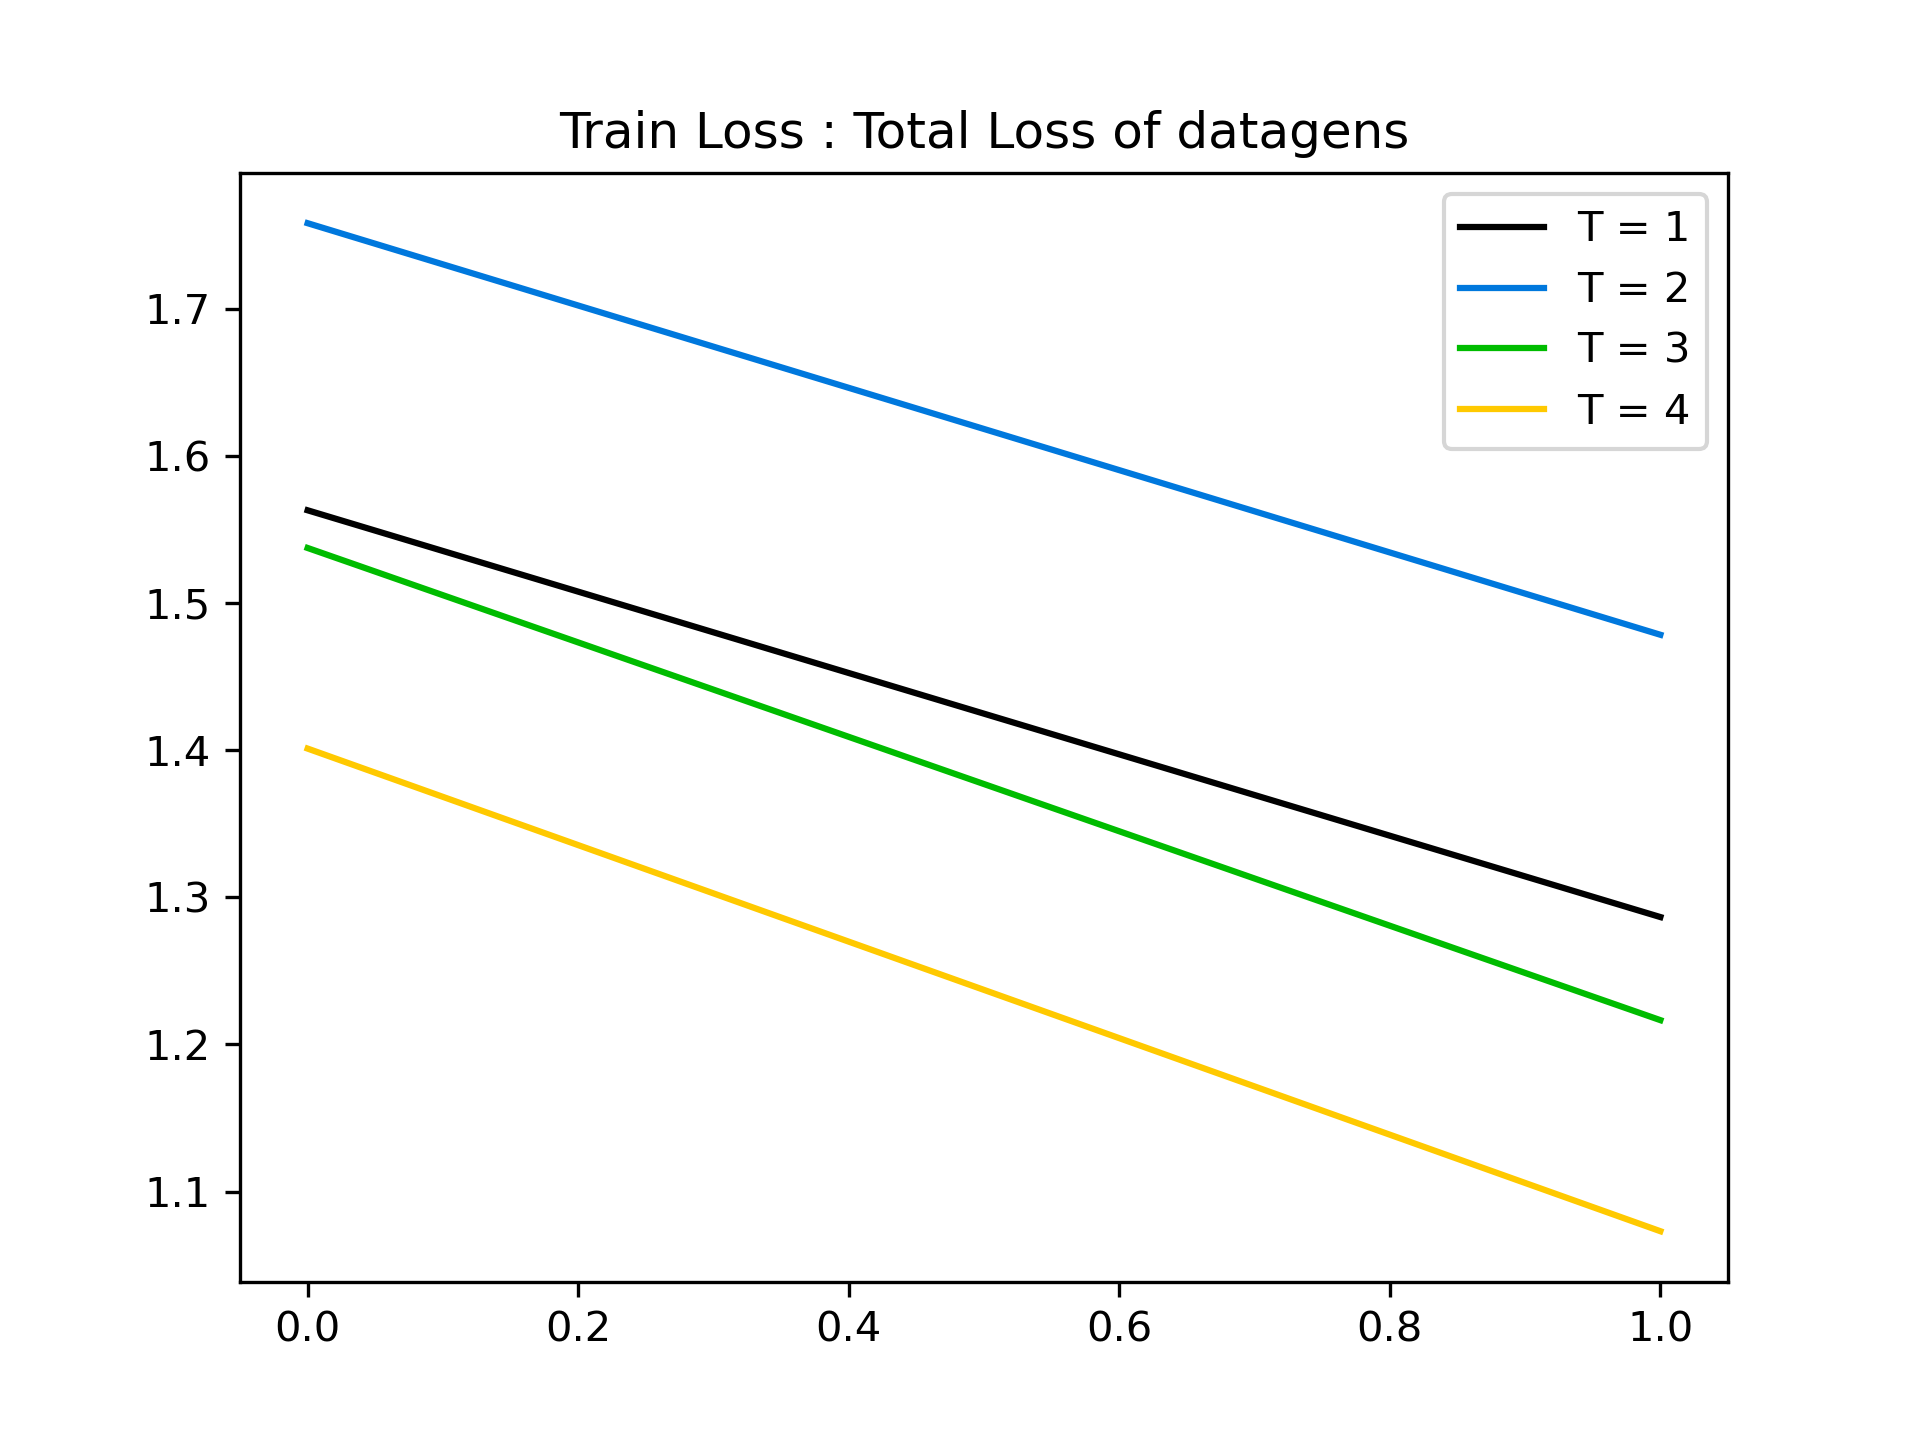 Train Loss : Total Loss of datagens
T = 1
T = 2
T = 3
T = 4
1.7
1.6
1.5
1.4
1.3
1.2
1.1
0.0 0.2 0.4 0.6 0.8 1.0